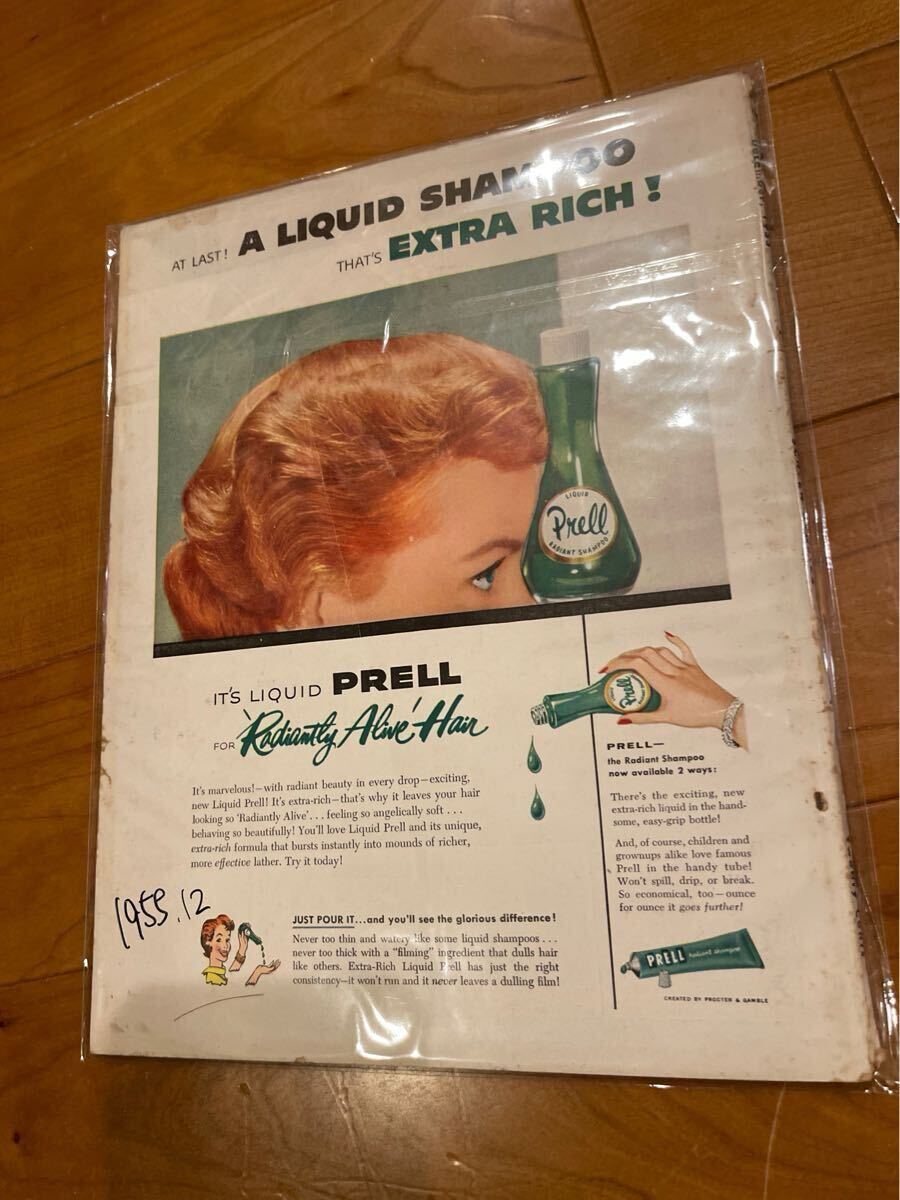 AT LAST! A LIQUID SHAMPOO
THAT'S EXTRA RICH!
LIQUID
Prell
RADIANT SHAMPOO
IT'S LIQUID PRELL
FOR 'Radiantly Alive' Hair
It's marvelous!—with radiant beauty in every drop—exciting,
new Liquid Prell! It's extra-rich—that's why it leaves your hair
looking so 'Radiantly Alive'... feeling so angelically soft...
behaving so beautifully! You'll love Liquid Prell and its unique,
extra-rich formula that bursts instantly into mounds of richer,
more effective lather. Try it today!
1955.12
JUST POUR IT...and you'll see the glorious difference!
Never too thin and watery like some liquid shampoos...
never too thick with a "filming" ingredient that dulls hair
like others. Extra-Rich Liquid Prell has just the right
consistency—it won't run and it never leaves a dulling film!
Prell
PRELL—
the Radiant Shampoo
now available 2 ways:
There's the exciting, new
extra-rich liquid in the hand-
some, easy-grip bottle!
And, of course, children and
grownups alike love famous
Prell in the handy tube!
Won't spill, drip, or break.
So economical, too—ounce
for ounce it goes further!
PRELL radiant shampoo
CREATED BY PROCTER & GAMBLE